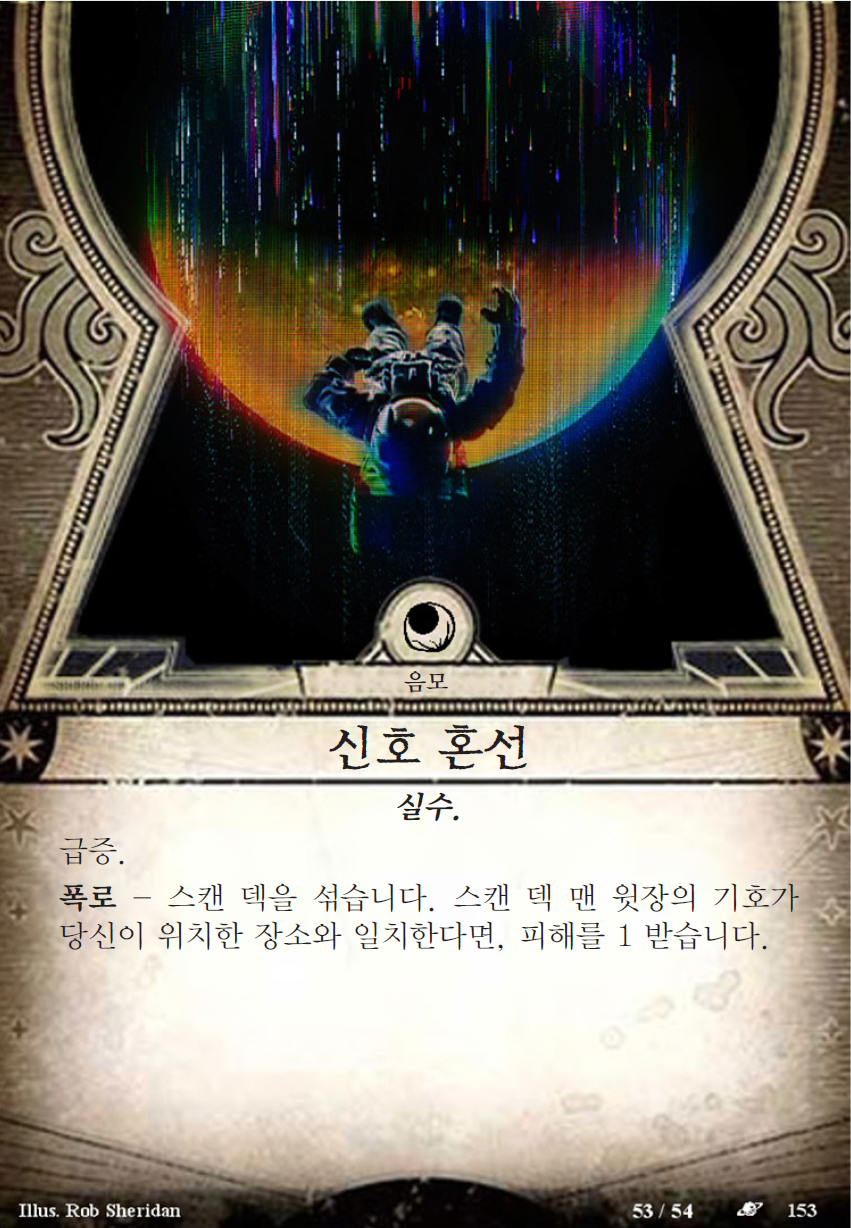 음모
신호 혼선
실수.
급증.
폭로 – 스캔 덱을 섞습니다. 스캔 덱 맨 윗장의 기호가
당신이 위치한 장소와 일치한다면, 피해를 1 받습니다.
Illus. Rob Sheridan
53 / 54
153